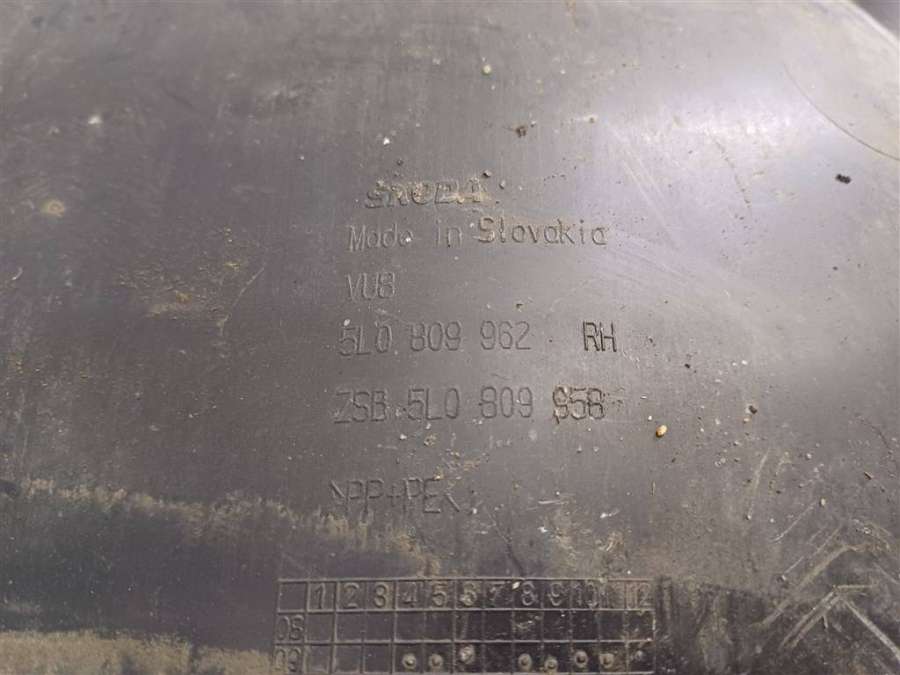 ŠKODA
Made in Slovakia
VUB
5L0 809 962 RH
ZSB 5L0 809 958
>PP+PE<
1 2 3 4 5 6 7 8 9 10 11 12
08
09